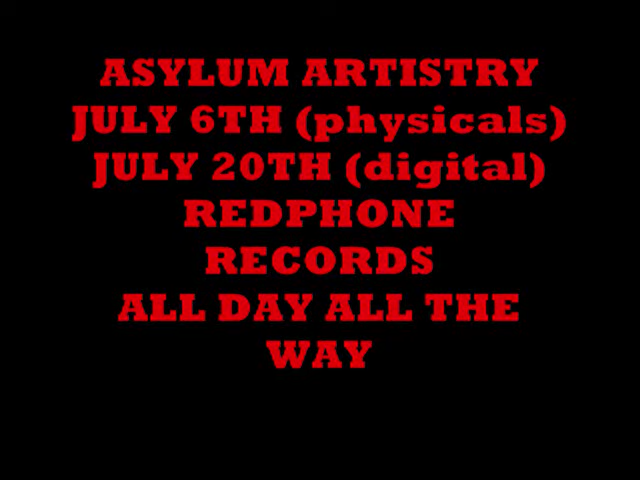 ASYLUM ARTISTRY
JULY 6TH (physicals)
JULY 20TH (digital)
REDPHONE
RECORDS
ALL DAY ALL THE
WAY